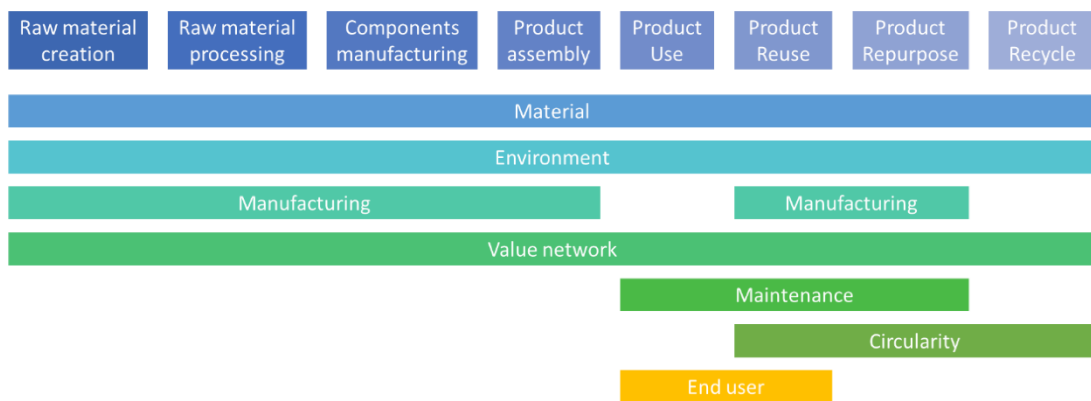 Raw material
creation
Raw material
processing
Components
manufacturing
Product
assembly
Product
Use
Product
Reuse
Product
Repurpose
Product
Recycle
Material
Environment
Manufacturing
Manufacturing
Value network
Maintenance
Circularity
End user